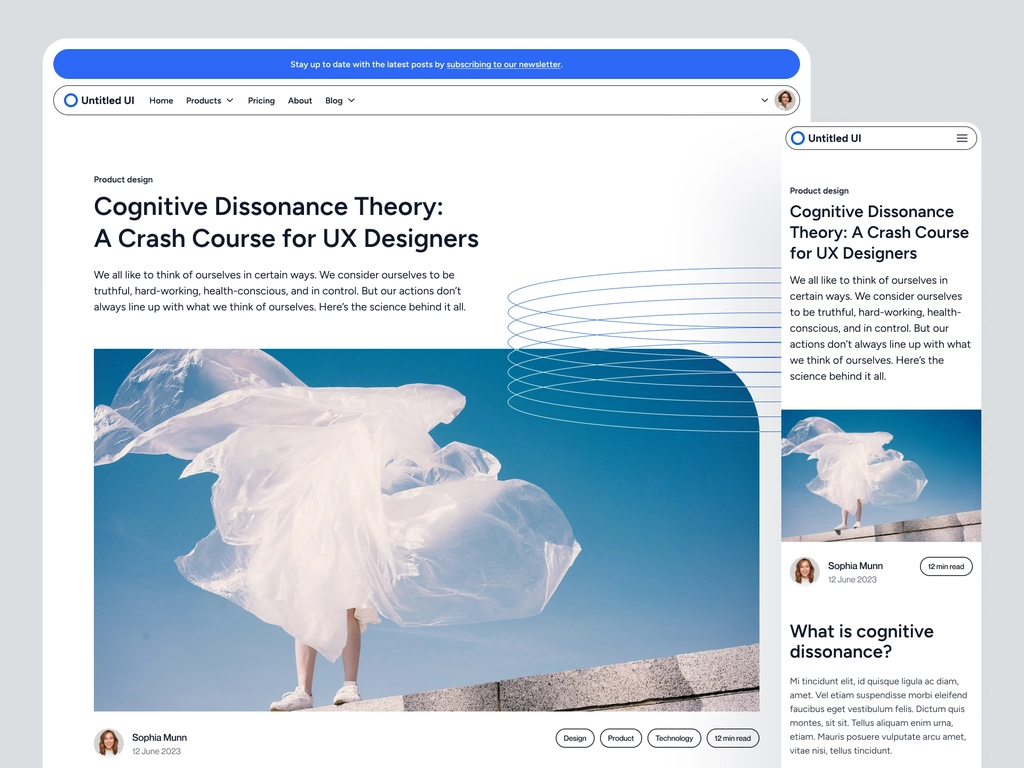 Stay up to date with the latest posts by subscribing to our newsletter.
Untitled UI Home Products Pricing About Blog
Product design
Cognitive Dissonance Theory:
A Crash Course for UX Designers
We all like to think of ourselves in certain ways. We consider ourselves to be
truthful, hard-working, health-conscious, and in control. But our actions don’t
always line up with what we think of ourselves. Here’s the science behind it all.
Sophia Munn
12 June 2023
Design Product Technology 12 min read
Untitled UI
Product design
Cognitive Dissonance
Theory: A Crash Course
for UX Designers
We all like to think of ourselves in
certain ways. We consider ourselves
to be truthful, hard-working, health-
conscious, and in control. But our
actions don’t always line up with what
we think of ourselves. Here’s the
science behind it all.
Sophia Munn
12 June 2023
12 min read
What is cognitive
dissonance?
Mi tincidunt elit, id quisque ligula ac diam,
amet. Vel etiam suspendisse morbi eleifend
faucibus eget vestibulum felis. Dictum quis
montes, sit sit. Tellus aliquam enim urna,
etiam. Mauris posuere vulputate arcu amet,
vitae nisi, tellus tincidunt.